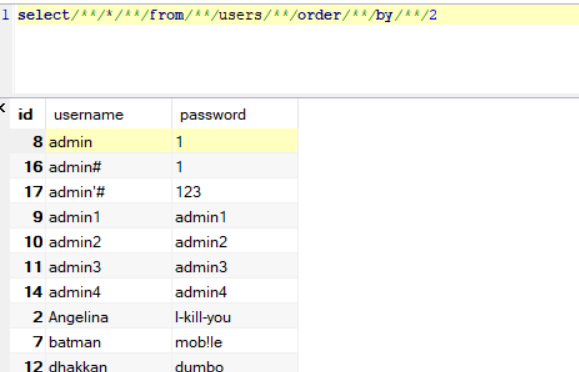 1 select/**/*/**/from/**/users/**/order/**/by/**/2
id username password
8 admin 1
16 admin# 1
17 admin'# 123
9 admin1 admin1
10 admin2 admin2
11 admin3 admin3
14 admin4 admin4
2 Angelina I-kill-you
7 batman mob!le
12 dhakkan dumbo